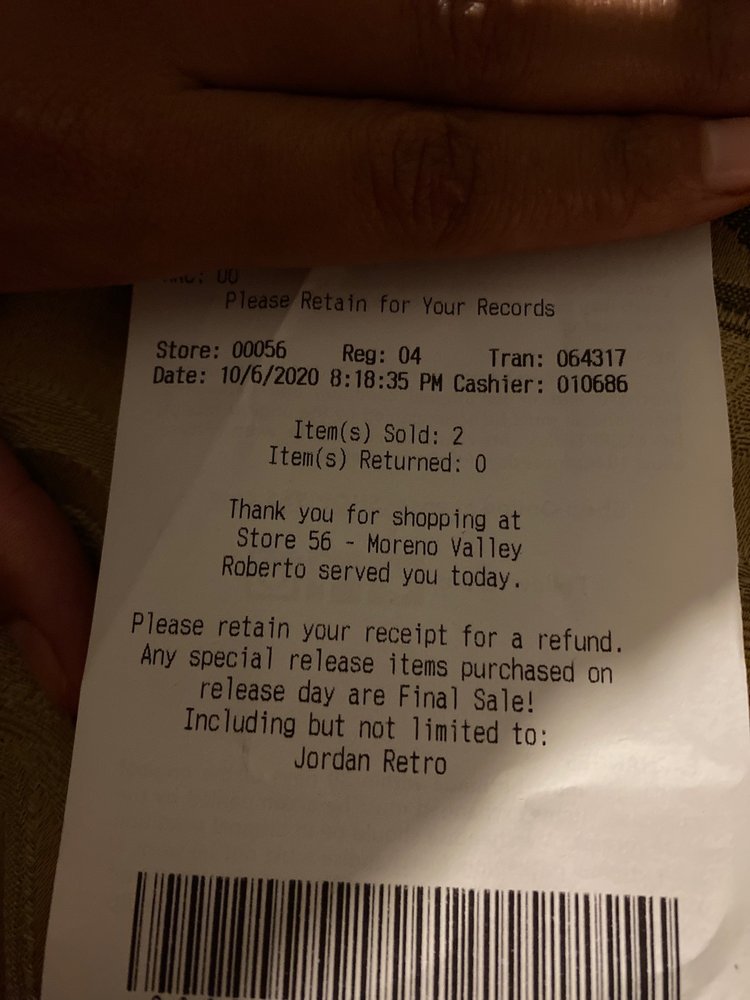 00
Please Retain for Your Records
Store: 00056 Reg: 04 Tran: 064317
Date: 10/6/2020 8:18:35 PM Cashier: 010686
Item(s) Sold: 2
Item(s) Returned: 0
Thank you for shopping at
Store 56 - Moreno Valley
Roberto served you today.
Please retain your receipt for a refund.
Any special release items purchased on
release day are Final Sale!
Including but not limited to:
Jordan Retro